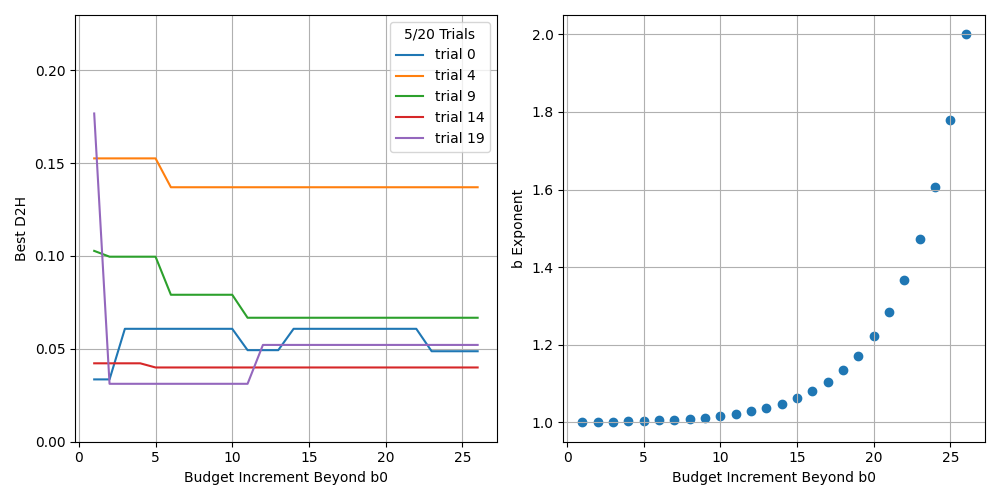 5/20 Trials
trial 0
trial 4
trial 9
trial 14
trial 19
Best D2H
0.20
0.15
0.10
0.05
0.00
0 5 10 15 20 25
Budget Increment Beyond b0
b Exponent
2.0
1.8
1.6
1.4
1.2
1.0
0 5 10 15 20 25
Budget Increment Beyond b0